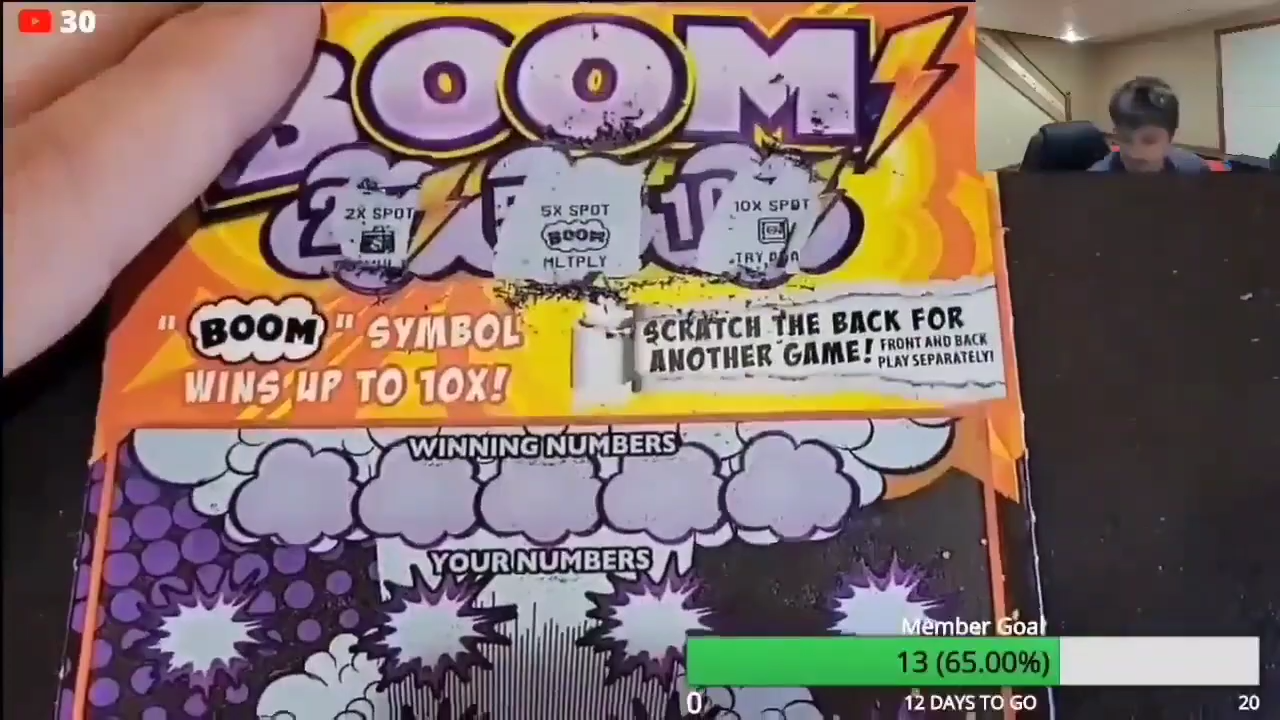 30
BOOM
2X SPOT
5X SPOT
BOOM
MLTPLY
10X SPOT
"BOOM" SYMBOL
WINS UP TO 10X!
SCRATCH THE BACK FOR
ANOTHER GAME! FRONT AND BACK
PLAY SEPARATELY!
WINNING NUMBERS
YOUR NUMBERS
Member Goal
13 (65.00%)
0
12 DAYS TO GO
20